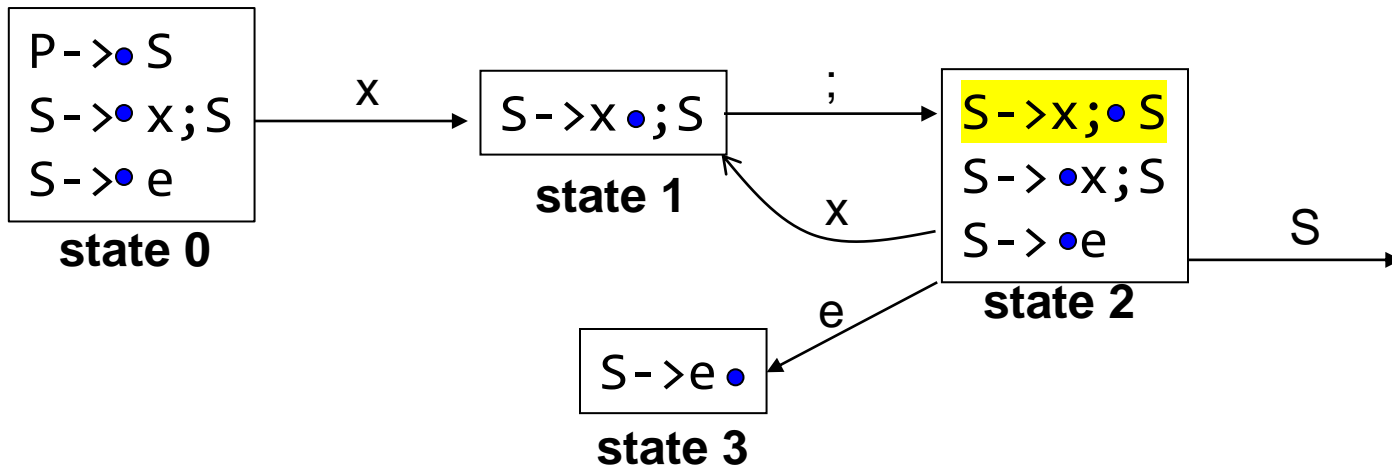 P->• S
S->• x;S
S->• e
state 0
x
S->x •;S
state 1
;
S->x;• S
S-> •x;S
S-> •e
state 2
x
S
e
S->e •
state 3